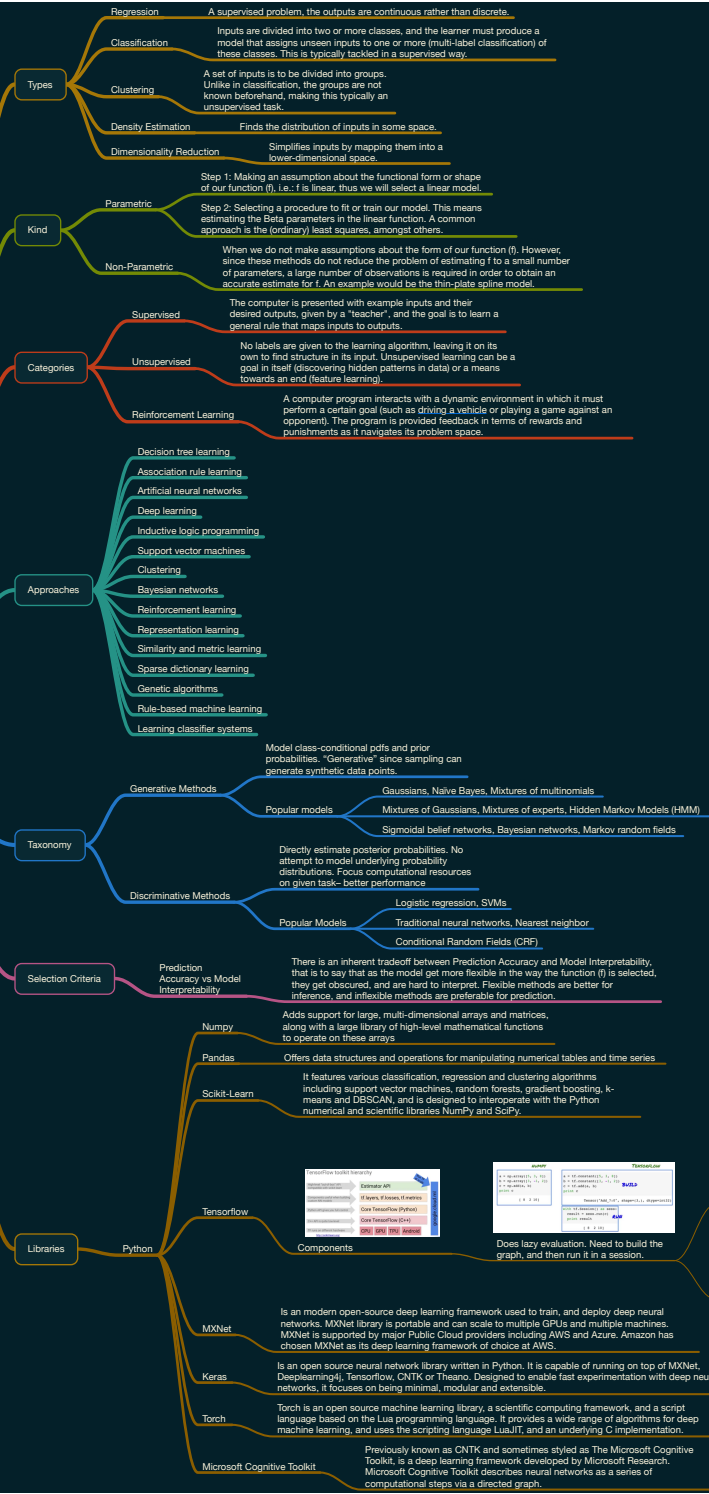 Types
Regression
A supervised problem, the outputs are continuous rather than discrete.
Classification
Inputs are divided into two or more classes, and the learner must produce a
model that assigns unseen inputs to one or more (multi-label classification) of
these classes. This is typically tackled in a supervised way.
Clustering
A set of inputs is to be divided into groups.
Unlike in classification, the groups are not
known beforehand, making this typically an
unsupervised task.
Density Estimation
Finds the distribution of inputs in some space.
Dimensionality Reduction
Simplifies inputs by mapping them into a
lower-dimensional space.
Kind
Parametric
Step 1: Making an assumption about the functional form or shape
of our function (f), i.e.: f is linear, thus we will select a linear model.
Step 2: Selecting a procedure to fit or train our model. This means
estimating the Beta parameters in the linear function. A common
approach is the (ordinary) least squares, amongst others.
Non-Parametric
When we do not make assumptions about the form of our function (f). However,
since these methods do not reduce the problem of estimating f to a small number
of parameters, a large number of observations is required in order to obtain an
accurate estimate for f. An example would be the thin-plate spline model.
Categories
Supervised
The computer is presented with example inputs and their
desired outputs, given by a "teacher", and the goal is to learn a
general rule that maps inputs to outputs.
Unsupervised
No labels are given to the learning algorithm, leaving it on its
own to find structure in its input. Unsupervised learning can be a
goal in itself (discovering hidden patterns in data) or a means
towards an end (feature learning).
Reinforcement Learning
A computer program interacts with a dynamic environment in which it must
perform a certain goal (such as driving a vehicle or playing a game against an
opponent). The program is provided feedback in terms of rewards and
punishments as it navigates its problem space.
Approaches
Decision tree learning
Association rule learning
Artificial neural networks
Deep learning
Inductive logic programming
Support vector machines
Clustering
Bayesian networks
Reinforcement learning
Representation learning
Similarity and metric learning
Sparse dictionary learning
Genetic algorithms
Rule-based machine learning
Learning classifier systems
Taxonomy
Generative Methods
Model class-conditional pdfs and prior
probabilities. “Generative” since sampling can
generate synthetic data points.
Popular models
Gaussians, Naïve Bayes, Mixtures of multinomials
Mixtures of Gaussians, Mixtures of experts, Hidden Markov Models (HMM)
Sigmoidal belief networks, Bayesian networks, Markov random fields
Discriminative Methods
Directly estimate posterior probabilities. No
attempt to model underlying probability
distributions. Focus computational resources
on given task– better performance
Popular Models
Logistic regression, SVMs
Traditional neural networks, Nearest neighbor
Conditional Random Fields (CRF)
Selection Criteria
Prediction
Accuracy vs Model
Interpretability
There is an inherent tradeoff between Prediction Accuracy and Model Interpretability,
that is to say that as the model get more flexible in the way the function (f) is selected,
they get obscured, and are hard to interpret. Flexible methods are better for
inference, and inflexible methods are preferable for prediction.
Libraries
Python
Numpy
Adds support for large, multi-dimensional arrays and matrices,
along with a large library of high-level mathematical functions
to operate on these arrays
Pandas
Offers data structures and operations for manipulating numerical tables and time series
Scikit-Learn
It features various classification, regression and clustering algorithms
including support vector machines, random forests, gradient boosting, k-
means and DBSCAN, and is designed to interoperate with the Python
numerical and scientific libraries NumPy and SciPy.
Tensorflow
TensorFlow toolkit hierarchy
Estimator API
tf.layers, tf.losses, tf.metrics
Core TensorFlow (Python)
Core TensorFlow (C++)
CPU GPU TPU Android
Components
NUMPY
TENSORFLOW
BUILD
RUN
Does lazy evaluation. Need to build the
graph, and then run it in a session.
MXNet
Is an modern open-source deep learning framework used to train, and deploy deep neural
networks. MXNet library is portable and can scale to multiple GPUs and multiple machines.
MXNet is supported by major Public Cloud providers including AWS and Azure. Amazon has
chosen MXNet as its deep learning framework of choice at AWS.
Keras
Is an open source neural network library written in Python. It is capable of running on top of MXNet,
Deeplearning4j, Tensorflow, CNTK or Theano. Designed to enable fast experimentation with deep neu
networks, it focuses on being minimal, modular and extensible.
Torch
Torch is an open source machine learning library, a scientific computing framework, and a script
language based on the Lua programming language. It provides a wide range of algorithms for deep
machine learning, and uses the scripting language LuaJIT, and an underlying C implementation.
Microsoft Cognitive Toolkit
Previously known as CNTK and sometimes styled as The Microsoft Cognitive
Toolkit, is a deep learning framework developed by Microsoft Research.
Microsoft Cognitive Toolkit describes neural networks as a series of
computational steps via a directed graph.